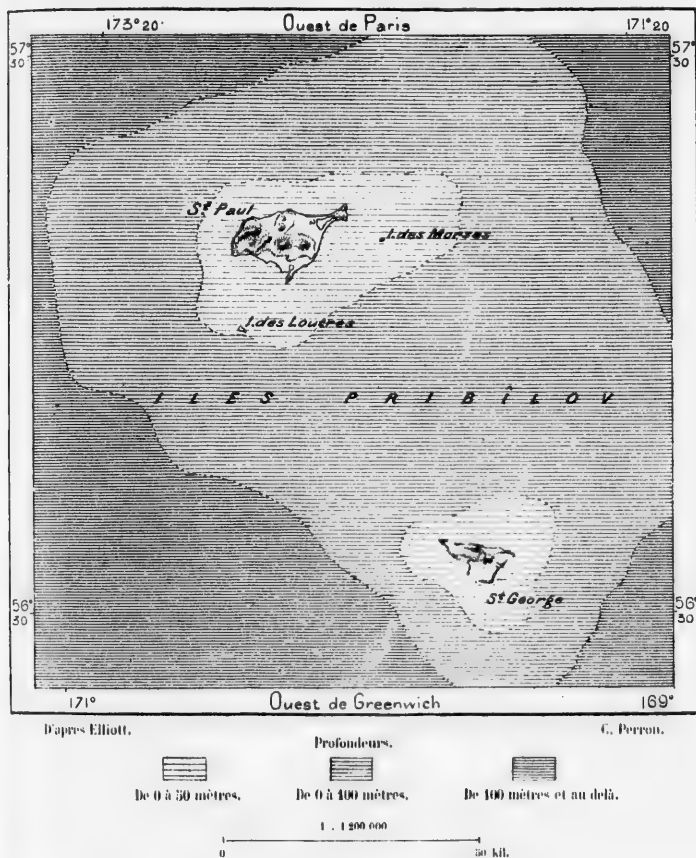 173°20' Ouest de Paris 171°20
57° 57°
30 30
St Paul
I. des Morses
I. des Loutres
ILES PRIBÎLOV
St George
56° 56°
30 30
171° Ouest de Greenwich 169°
D'après Elliott. C. Perron.
Profondeurs.
De 0 à 50 mètres. De 0 à 100 mètres. De 100 mètres et au delà.
1 : 1 200 000
0 50 kil.